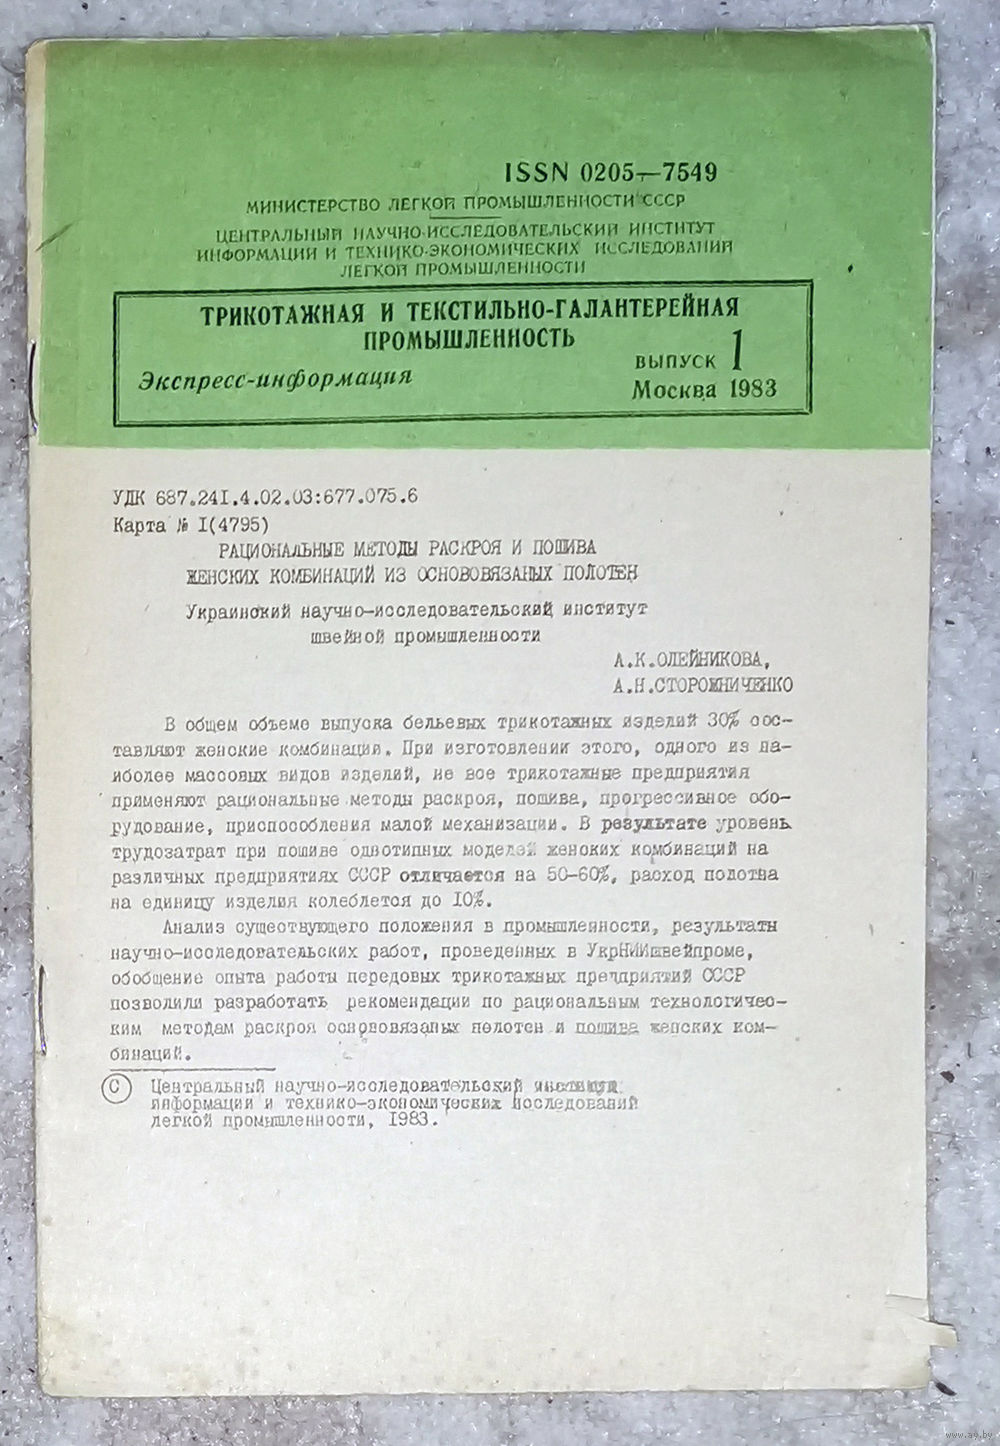 ISSN 0205—7549
МИНИСТЕРСТВО ЛЕГКОЙ ПРОМЫШЛЕННОСТИ СССР
ЦЕНТРАЛЬНЫЙ НАУЧНО-ИССЛЕДОВАТЕЛЬСКИЙ ИНСТИТУТ
ИНФОРМАЦИИ И ТЕХНИКО-ЭКОНОМИЧЕСКИХ ИССЛЕДОВАНИЙ
ЛЕГКОЙ ПРОМЫШЛЕННОСТИ
ТРИКОТАЖНАЯ И ТЕКСТИЛЬНО-ГАЛАНТЕРЕЙНАЯ
ПРОМЫШЛЕННОСТЬ
ВЫПУСК 1
Экспресс-информация
Москва 1983
УДК 687.241.4.02.03:677.075.6
Карта № I(4795)
РАЦИОНАЛЬНЫЕ МЕТОДЫ РАСКРОЯ И ПОШИВА
ЖЕНСКИХ КОМБИНАЦИЙ ИЗ ОСНОВОВЯЗАНЫХ ПОЛОТЕН
Украинский научно-исследовательский институт
швейной промышленности
А.К.ОЛЕЙНИКОВА,
А.Н.СТОРОЖНИЧЕНКО
В общем объеме выпуска бельевых трикотажных изделий 30% сос-
тавляют женские комбинации. При изготовлении этого, одного из на-
иболее массовых видов изделий, не все трикотажные предприятия
применяют рациональные методы раскроя, пошива, прогрессивное обо-
рудование, приспособления малой механизации. В результате уровень
трудозатрат при пошиве однотипных моделей женских комбинаций на
различных предприятиях СССР отличается на 50-60%, расход полотна
на единицу изделия колеблется до 10%.
Анализ существующего положения в промышленности, результаты
научно-исследовательских работ, проведенных в УкрНИИшвейпроме,
обобщение опыта работы передовых трикотажных предприятий СССР
позволили разработать рекомендации по рациональным технологичес-
ким методам раскроя основовязаных полотен и пошива женских ком-
бинаций.
© Центральный научно-исследовательский институт
информации и технико-экономических исследований
легкой промышленности, 1983.
www.ay.by